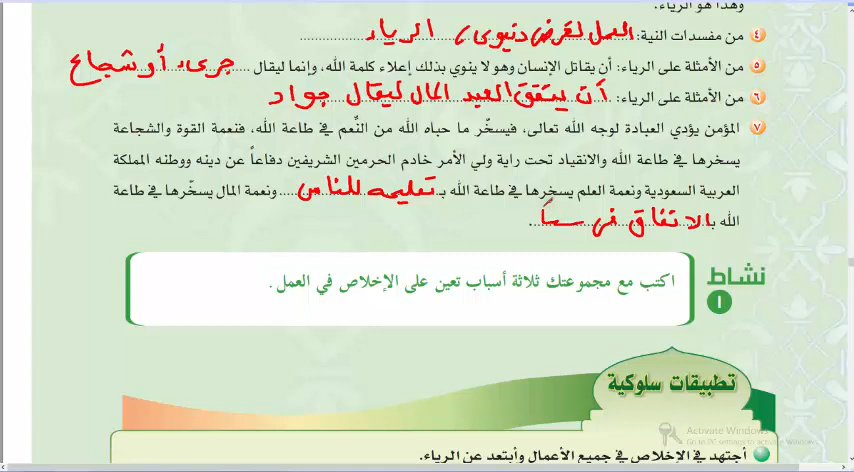 وهذا هو الرياء.
٤ من مفسدات النية: العمل لغرض دنيوي، الرياء
٥ من الأمثلة على الرياء: أن يقاتل الإنسان وهو لا ينوي بذلك إعلاء كلمة الله، وإنما ليقال جرىء أو شجاع
٦ من الأمثلة على الرياء: أن ينفق العبد المال ليقال جواد
٧ المؤمن يؤدي العبادة لوجه الله تعالى، فيسخّر ما حباه الله من النِّعم في طاعة الله، فنعمة القوة والشجاعة
يسخرها في طاعة الله والانقياد تحت راية ولي الأمر خادم الحرمين الشريفين دفاعاً عن دينه ووطنه المملكة
العربية السعودية ونعمة العلم يسخرها في طاعة الله بـ تعليمه للناس ونعمة المال يسخّرها في طاعة
الله بالانفاق في
نشاط
١
اكتب مع مجموعتك ثلاثة أسباب تعين على الإخلاص في العمل.
تطبيقات سلوكية
Activate Windows
Go to PC settings to activate Windows.
أجتهد في الإخلاص في جميع الأعمال وأبتعد عن الرياء.